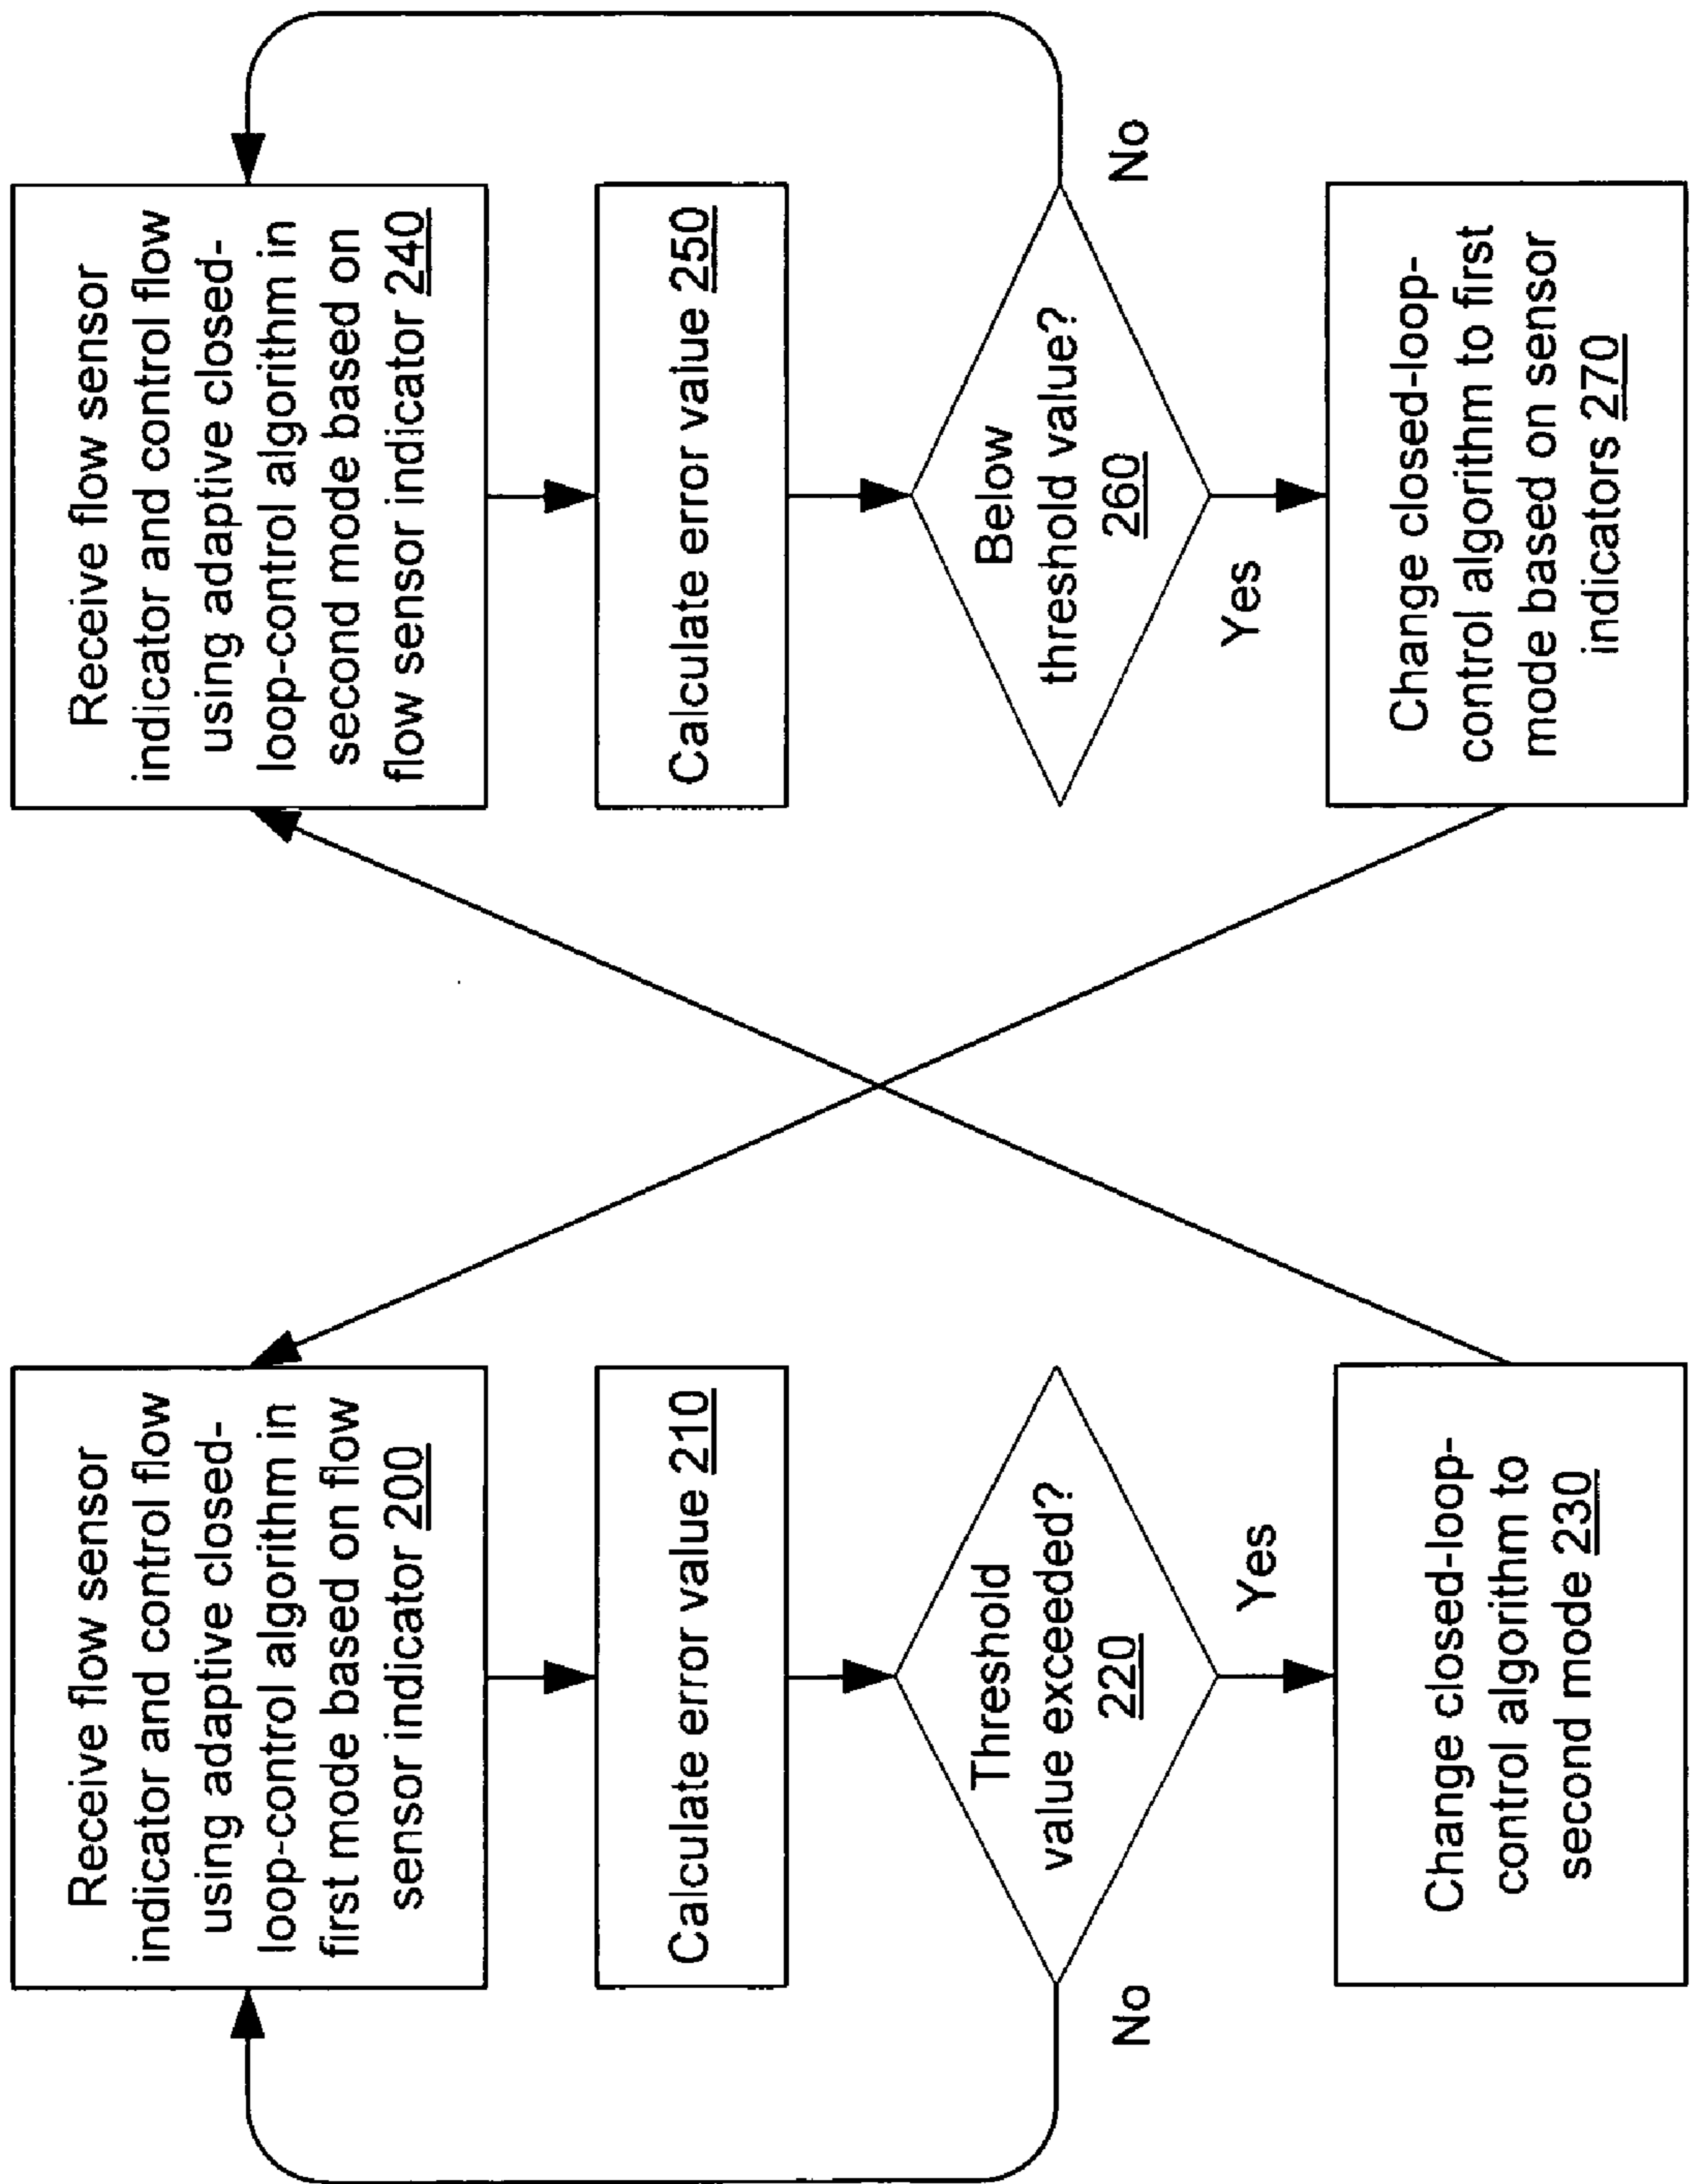 Receive flow sensor
indicator and control flow
using adaptive closed-
loop-control algorithm in
first mode based on flow
sensor indicator 200
Calculate error value 210
Threshold
value exceeded?
220
No
Yes
Change closed-loop-
control algorithm to
second mode 230
Receive flow sensor
indicator and control flow
using adaptive closed-
loop-control algorithm in
second mode based on
flow sensor indicator 240
Calculate error value 250
Below
threshold value?
260
No
Yes
Change closed-loop-
control algorithm to first
mode based on sensor
indicators 270